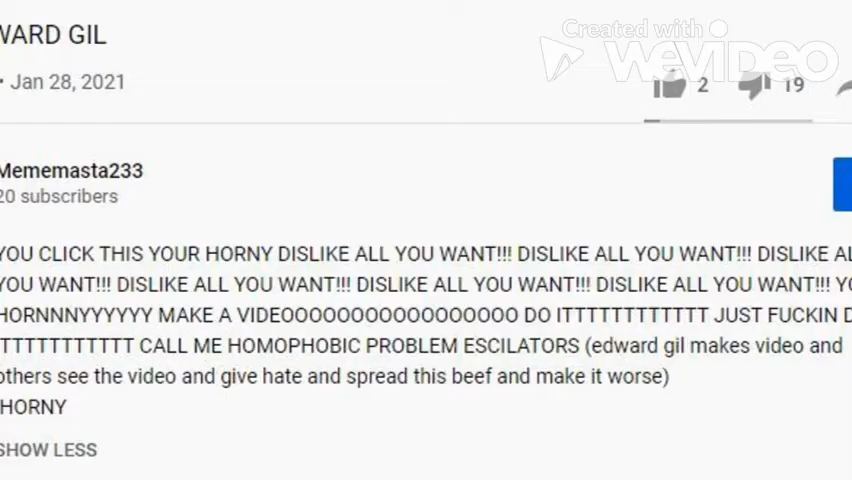 WARD GIL
Created with
WeVideo
• Jan 28, 2021
2
19
Mememasta233
20 subscribers
YOU CLICK THIS YOUR HORNY DISLIKE ALL YOU WANT!!! DISLIKE ALL YOU WANT!!! DISLIKE AL
YOU WANT!!! DISLIKE ALL YOU WANT!!! DISLIKE ALL YOU WANT!!! DISLIKE ALL YOU WANT!!! YO
HORNNNYYYYYY MAKE A VIDEOOOOOOOOOOOOOOOOOO DO ITTTTTTTTTTTT JUST FUCKIN D
ITTTTTTTTTTT CALL ME HOMOPHOBIC PROBLEM ESCILATORS (edward gil makes video and
others see the video and give hate and spread this beef and make it worse)
HORNY
SHOW LESS